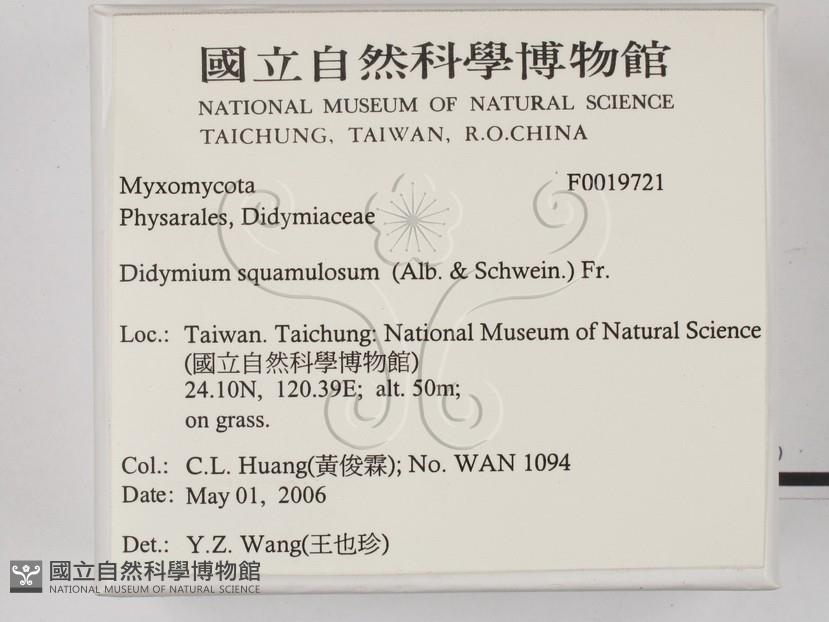 國立自然科學博物館
NATIONAL MUSEUM OF NATURAL SCIENCE
TAICHUNG, TAIWAN, R.O.CHINA
Myxomycota F0019721
Physarales, Didymiaceae
Didymium squamulosum (Alb. & Schwein.) Fr.
Loc.: Taiwan. Taichung: National Museum of Natural Science
(國立自然科學博物館)
24.10N, 120.39E; alt. 50m;
on grass.
Col.: C.L. Huang(黃俊霖); No. WAN 1094
Date: May 01, 2006
Det.: Y.Z. Wang(王也珍)
國立自然科學博物館
NATIONAL MUSEUM OF NATURAL SCIENCE